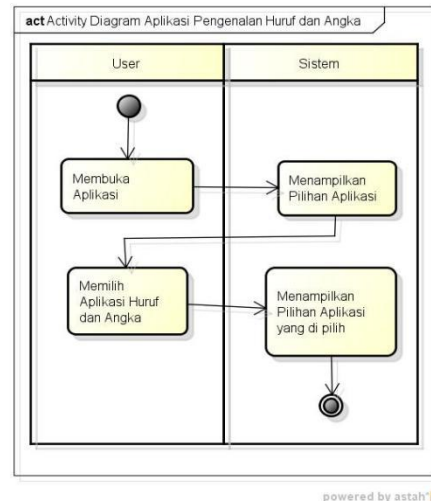 act Activity Diagram Aplikasi Pengenalan Huruf dan Angka
User
Sistem
Membuka
Aplikasi
Menampilkan
Pilihan Aplikasi
Memilih
Aplikasi Huruf
dan Angka
Menampilkan
Pilihan Aplikasi
yang di pilih
powered by astah*